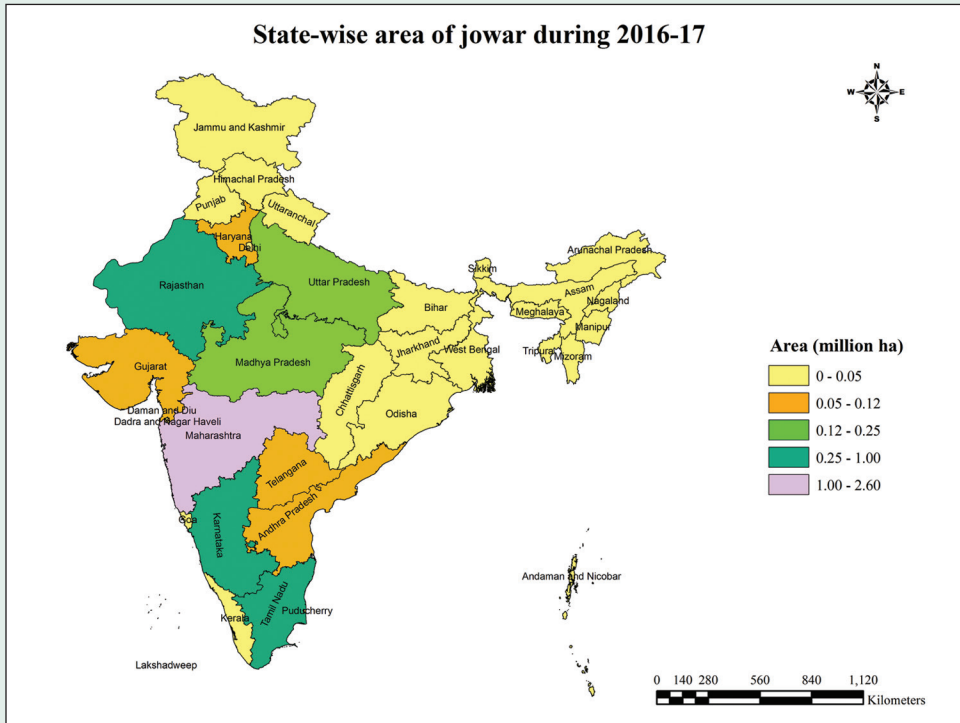 State-wise area of jowar during 2016-17
N
W E
S
Jammu and Kashmir
Himachal Pradesh
Punjab
Uttaranchal
Haryana
Delhi
Arunachal Pradesh
Sikkim
Rajasthan
Uttar Pradesh
Assam
Nagaland
Bihar
Meghalaya
Manipur
Jharkhand
West Bengal
Tripura
Mizoram
Gujarat
Madhya Pradesh
Chhattisgarh
Odisha
Daman and Diu
Dadra and Nagar Haveli
Maharashtra
Telangana
Andhra Pradesh
Goa
Karnataka
Tamil Nadu
Puducherry
Kerala
Lakshadweep
Andaman and Nicobar
Area (million ha)
0 - 0.05
0.05 - 0.12
0.12 - 0.25
0.25 - 1.00
1.00 - 2.60
0 140 280 560 840 1,120
Kilometers